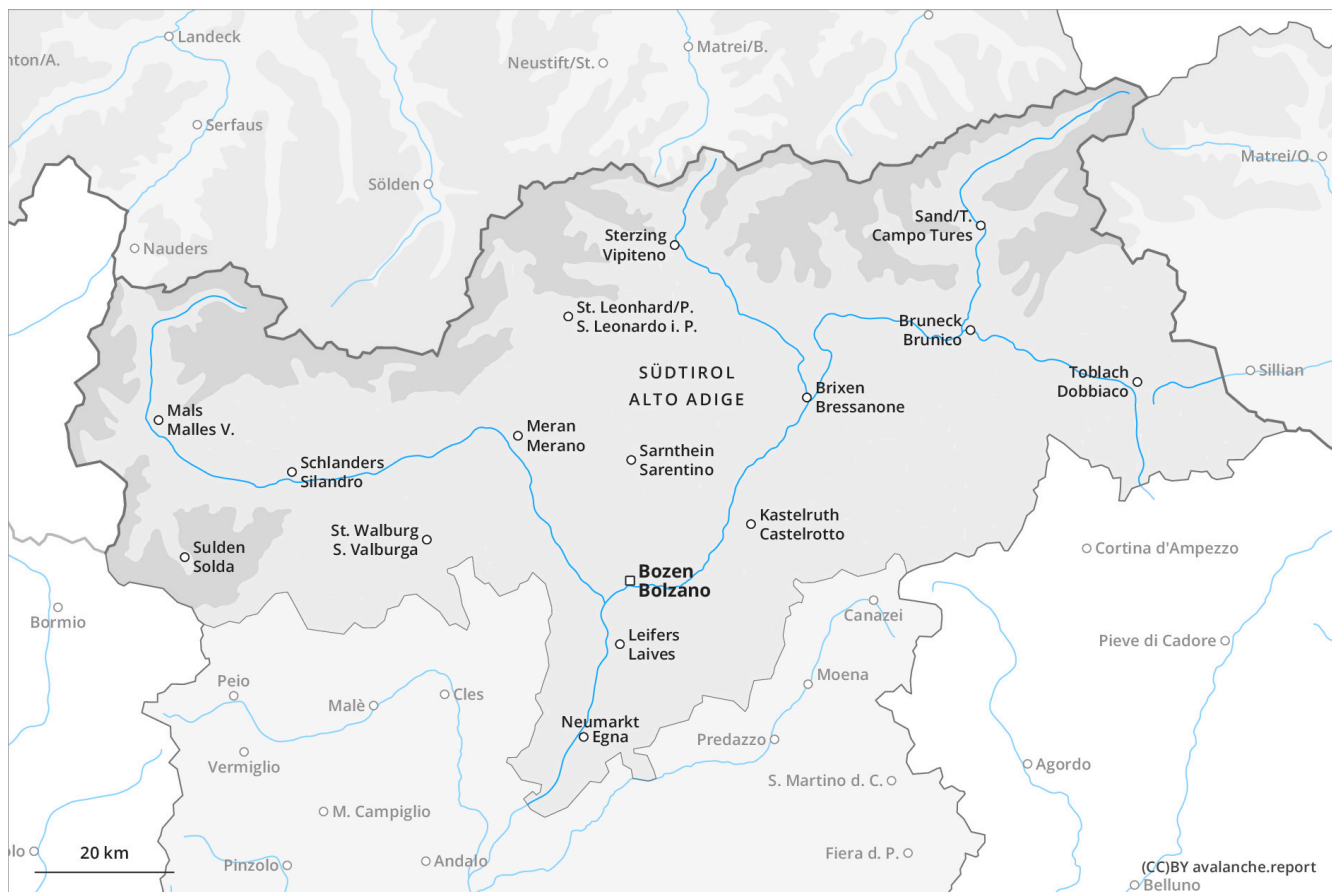 Landeck
nton/A.
Matrei/B.
Neustift/St.
Serfaus
Matrei/O.
Sölden
Sand/T.
Campo Tures
Sterzing
Vipiteno
Nauders
St. Leonhard/P.
S. Leonardo i. P.
Bruneck
Brunico
SÜDTIROL
ALTO ADIGE
Toblach
Dobbiaco
Sillian
Brixen
Bressanone
Mals
Malles V.
Meran
Merano
Sarnthein
Sarentino
Schlanders
Silandro
Kastelruth
Castelrotto
St. Walburg
S. Valburga
Sulden
Solda
Cortina d'Ampezzo
Bozen
Bolzano
Bormio
Canazei
Leifers
Laives
Pieve di Cadore
Moena
Peio
Cles
Malè
Neumarkt
Egna
Predazzo
Vermiglio
Agordo
S. Martino d. C.
M. Campiglio
olo
20 km
Pinzolo
Andalo
Fiera d. P.
(CC)BY avalanche.report
Belluno